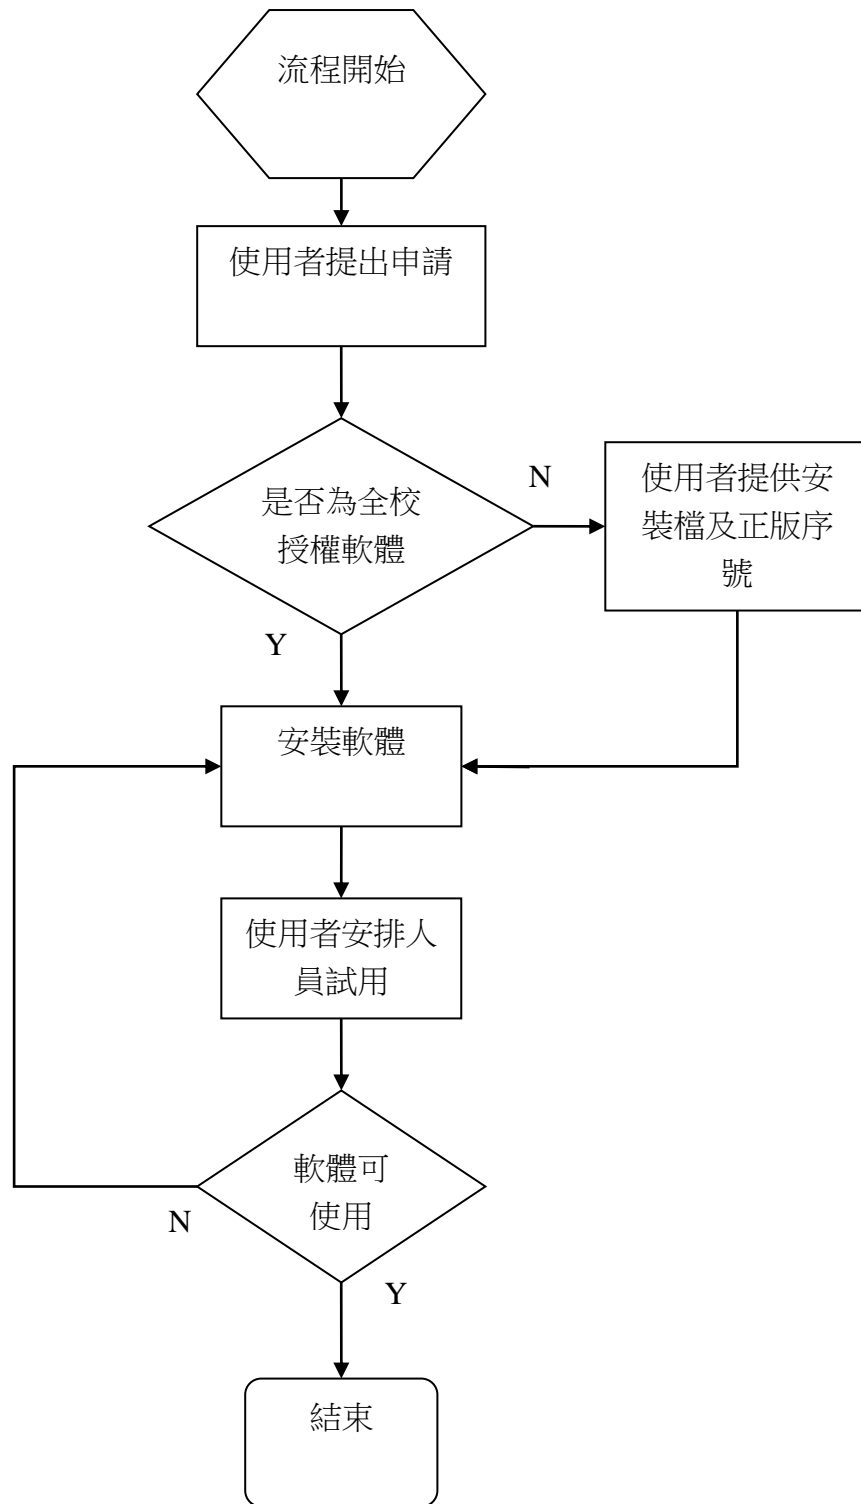 流程開始
使用者提出申請
是否為全校
授權軟體
N
使用者提供安
裝檔及正版序
號
Y
安裝軟體
使用者安排人
員試用
軟體可
使用
N
Y
結束